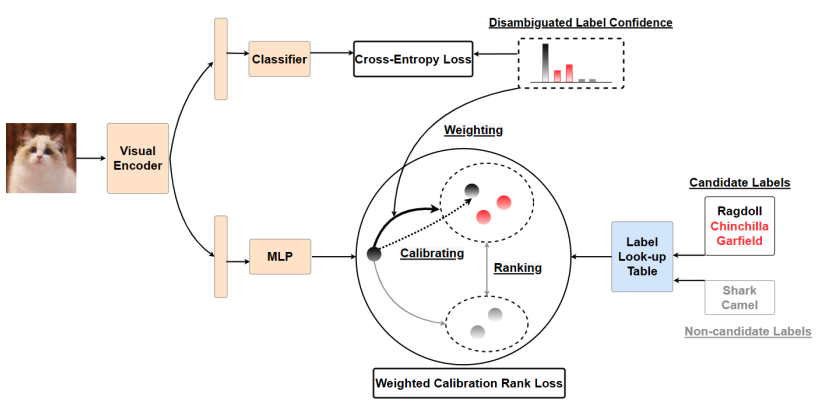 Disambiguated Label Confidence
Classifier
Cross-Entropy Loss
Weighting
Visual
Encoder
Candidate Labels
Ragdoll
Chinchilla
Garfield
Label
Look-up
Table
MLP
Calibrating
Ranking
Shark
Camel
Non-candidate Labels
Weighted Calibration Rank Loss